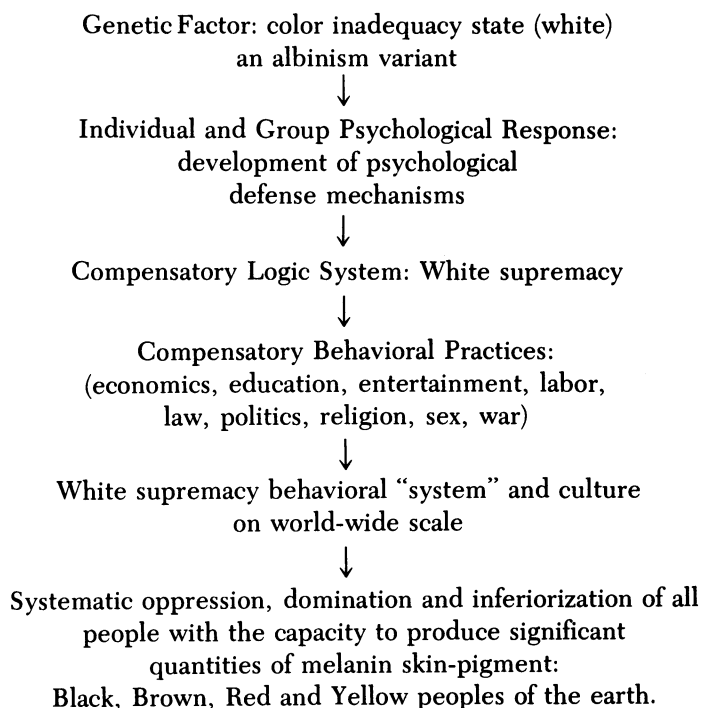 Genetic Factor: color inadequacy state (white)
an albinism variant
Individual and Group Psychological Response:
development of psychological
defense mechanisms
Compensatory Logic System: White supremacy
Compensatory Behavioral Practices:
(economics, education, entertainment, labor,
law, politics, religion, sex, war)
White supremacy behavioral “system” and culture
on world-wide scale
Systematic oppression, domination and inferiorization of all
people with the capacity to produce significant
quantities of melanin skin-pigment:
Black, Brown, Red and Yellow peoples of the earth.